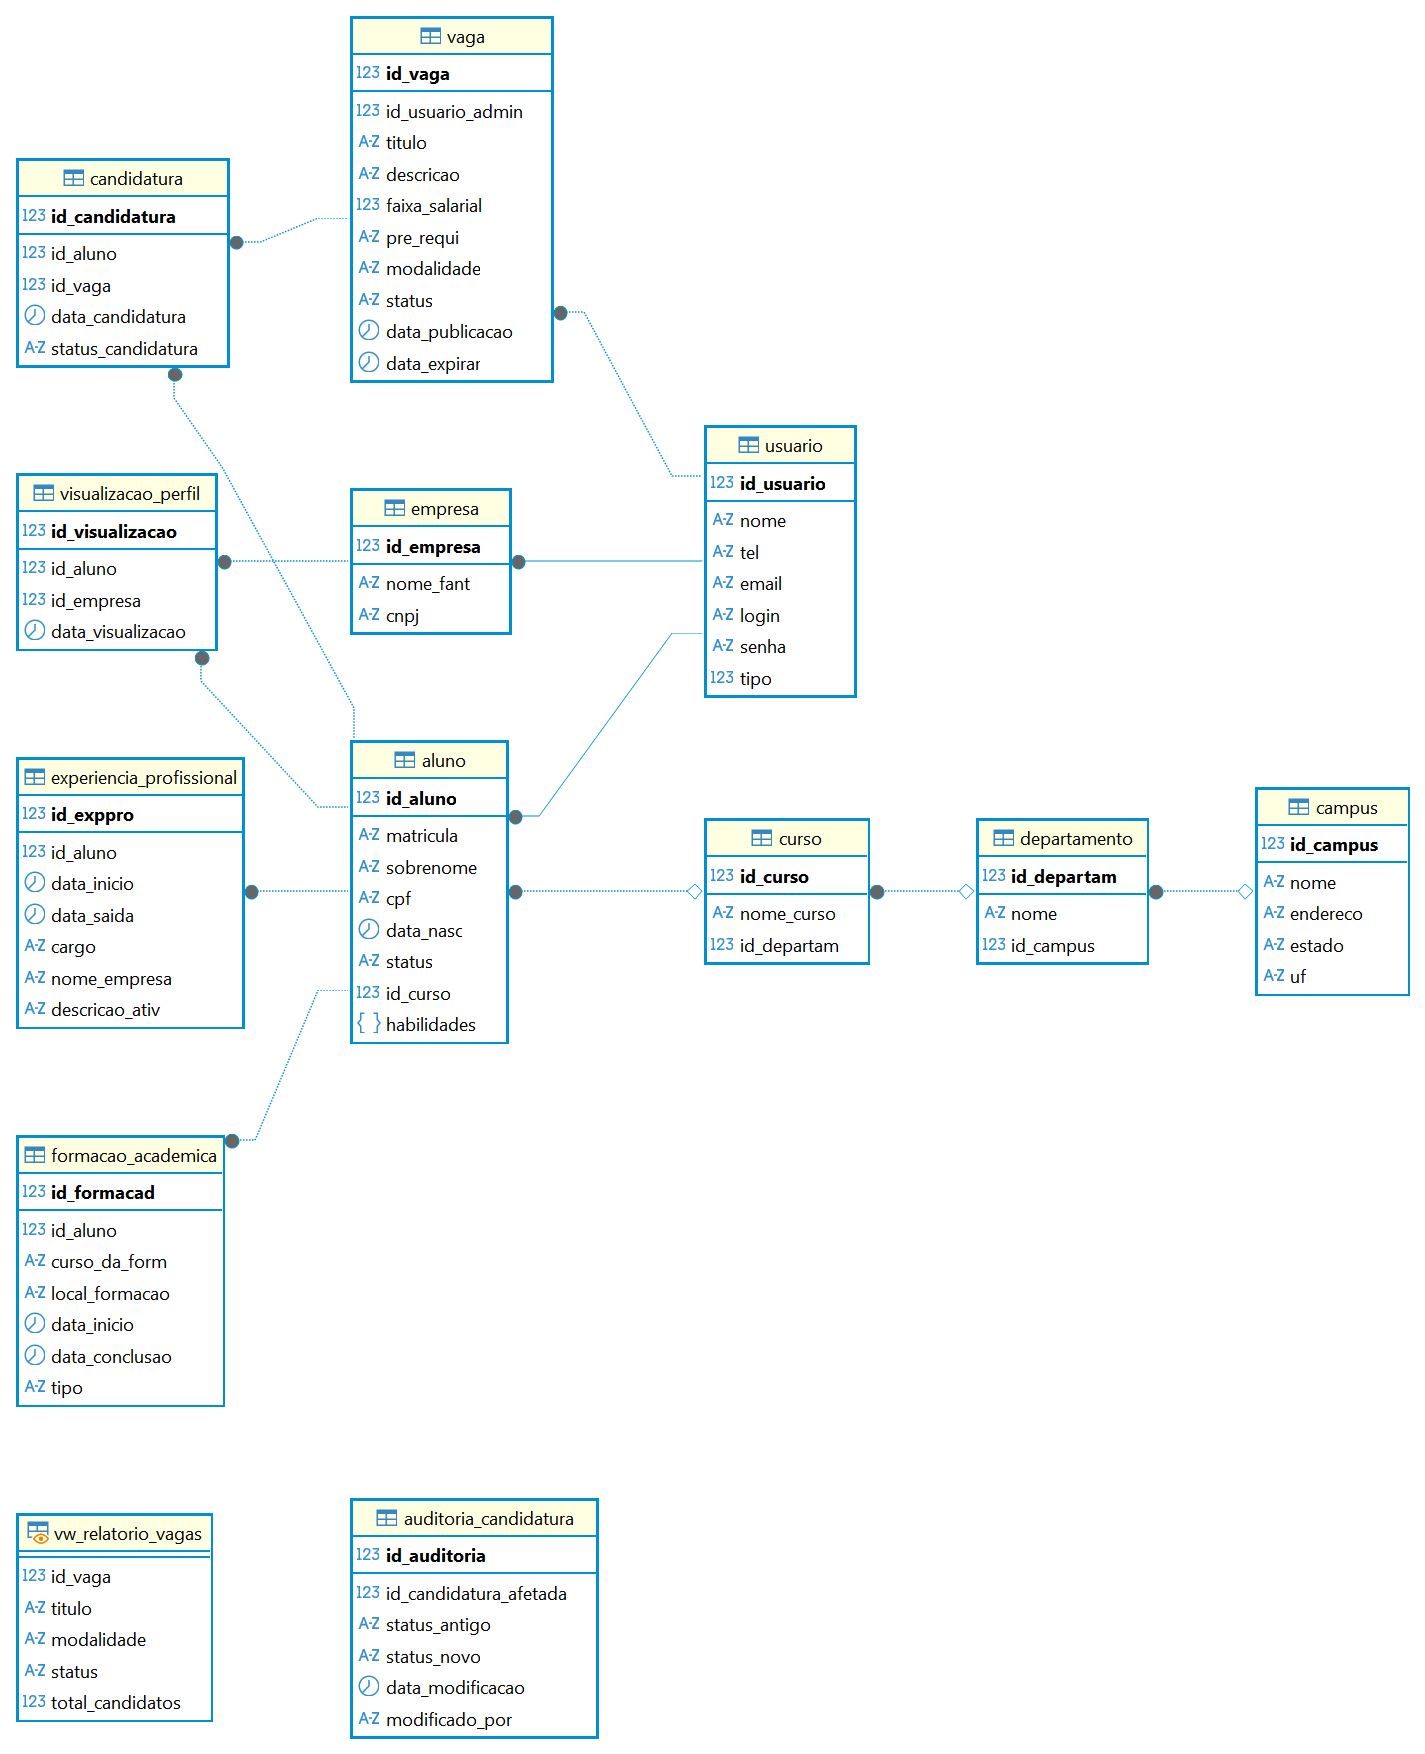 vaga
123 id_vaga
123 id_usuario_admin
A-Z titulo
A-Z descricao
123 faixa_salarial
A-Z pre_requi
A-Z modalidade
A-Z status
data_publicacao
data_expirar
candidatura
123 id_candidatura
123 id_aluno
123 id_vaga
data_candidatura
A-Z status_candidatura
usuario
123 id_usuario
A-Z nome
A-Z tel
A-Z email
A-Z login
A-Z senha
123 tipo
visualizacao_perfil
123 id_visualizacao
123 id_aluno
123 id_empresa
data_visualizacao
empresa
123 id_empresa
A-Z nome_fant
A-Z cnpj
experiencia_profissional
123 id_exppro
123 id_aluno
data_inicio
data_saida
A-Z cargo
A-Z nome_empresa
A-Z descricao_ativ
aluno
123 id_aluno
A-Z matricula
A-Z sobrenome
A-Z cpf
data_nasc
A-Z status
123 id_curso
{ } habilidades
curso
123 id_curso
A-Z nome_curso
123 id_departam
departamento
123 id_departam
A-Z nome
123 id_campus
campus
123 id_campus
A-Z nome
A-Z endereco
A-Z estado
A-Z uf
formacao_academica
123 id_formacad
123 id_aluno
A-Z curso_da_form
A-Z local_formacao
data_inicio
data_conclusao
A-Z tipo
vw_relatorio_vagas
123 id_vaga
A-Z titulo
A-Z modalidade
A-Z status
123 total_candidatos
auditoria_candidatura
123 id_auditoria
123 id_candidatura_afetada
A-Z status_antigo
A-Z status_novo
data_modificacao
A-Z modificado_por